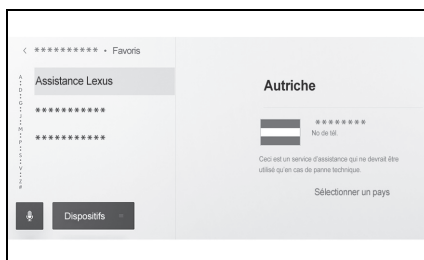 < ********** • Favoris
A
D
G
J
M
P
S
V
Z
#
Assistance Lexus
***********
***********
Dispositifs
Autriche
********
No de tél.
Ceci est un service d'assistance qui ne devrait être
utilisé qu'en cas de panne technique.
Sélectionner un pays